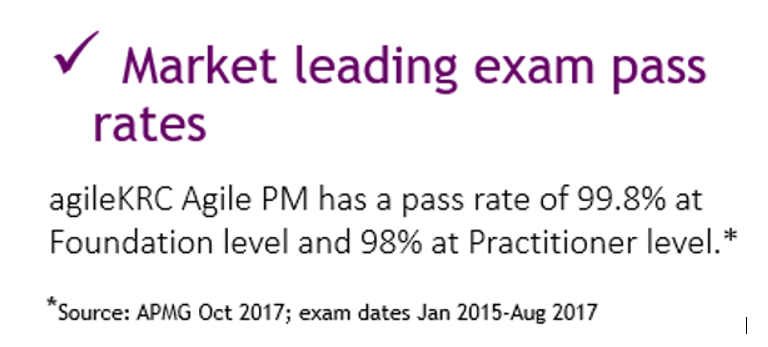 ✓ Market leading exam pass
rates
agileKRC Agile PM has a pass rate of 99.8% at
Foundation level and 98% at Practitioner level.*
*Source: APMG Oct 2017; exam dates Jan 2015-Aug 2017